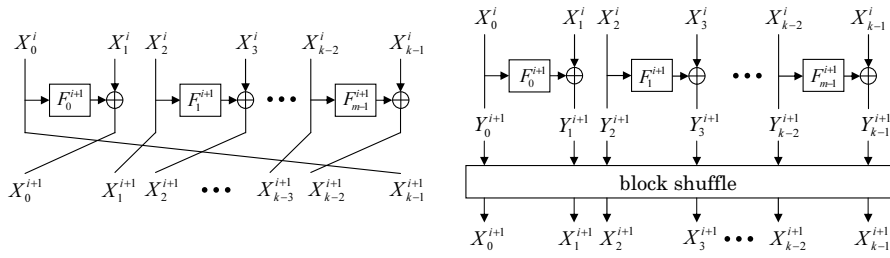 X_0^i X_1^i X_2^i X_3^i X_{k-2}^i X_{k-1}^i
F_0^{i+1} F_1^{i+1} ••• F_{m-1}^{i+1}
X_0^{i+1} X_1^{i+1} X_2^{i+1} ••• X_{k-3}^{i+1} X_{k-2}^{i+1} X_{k-1}^{i+1}
X_0^i X_1^i X_2^i X_3^i X_{k-2}^i X_{k-1}^i
F_0^{i+1} F_1^{i+1} ••• F_{m-1}^{i+1}
Y_0^{i+1} Y_1^{i+1} Y_2^{i+1} Y_3^{i+1} Y_{k-2}^{i+1} Y_{k-1}^{i+1}
block shuffle
X_0^{i+1} X_1^{i+1} X_2^{i+1} X_3^{i+1} ••• X_{k-2}^{i+1} X_{k-1}^{i+1}